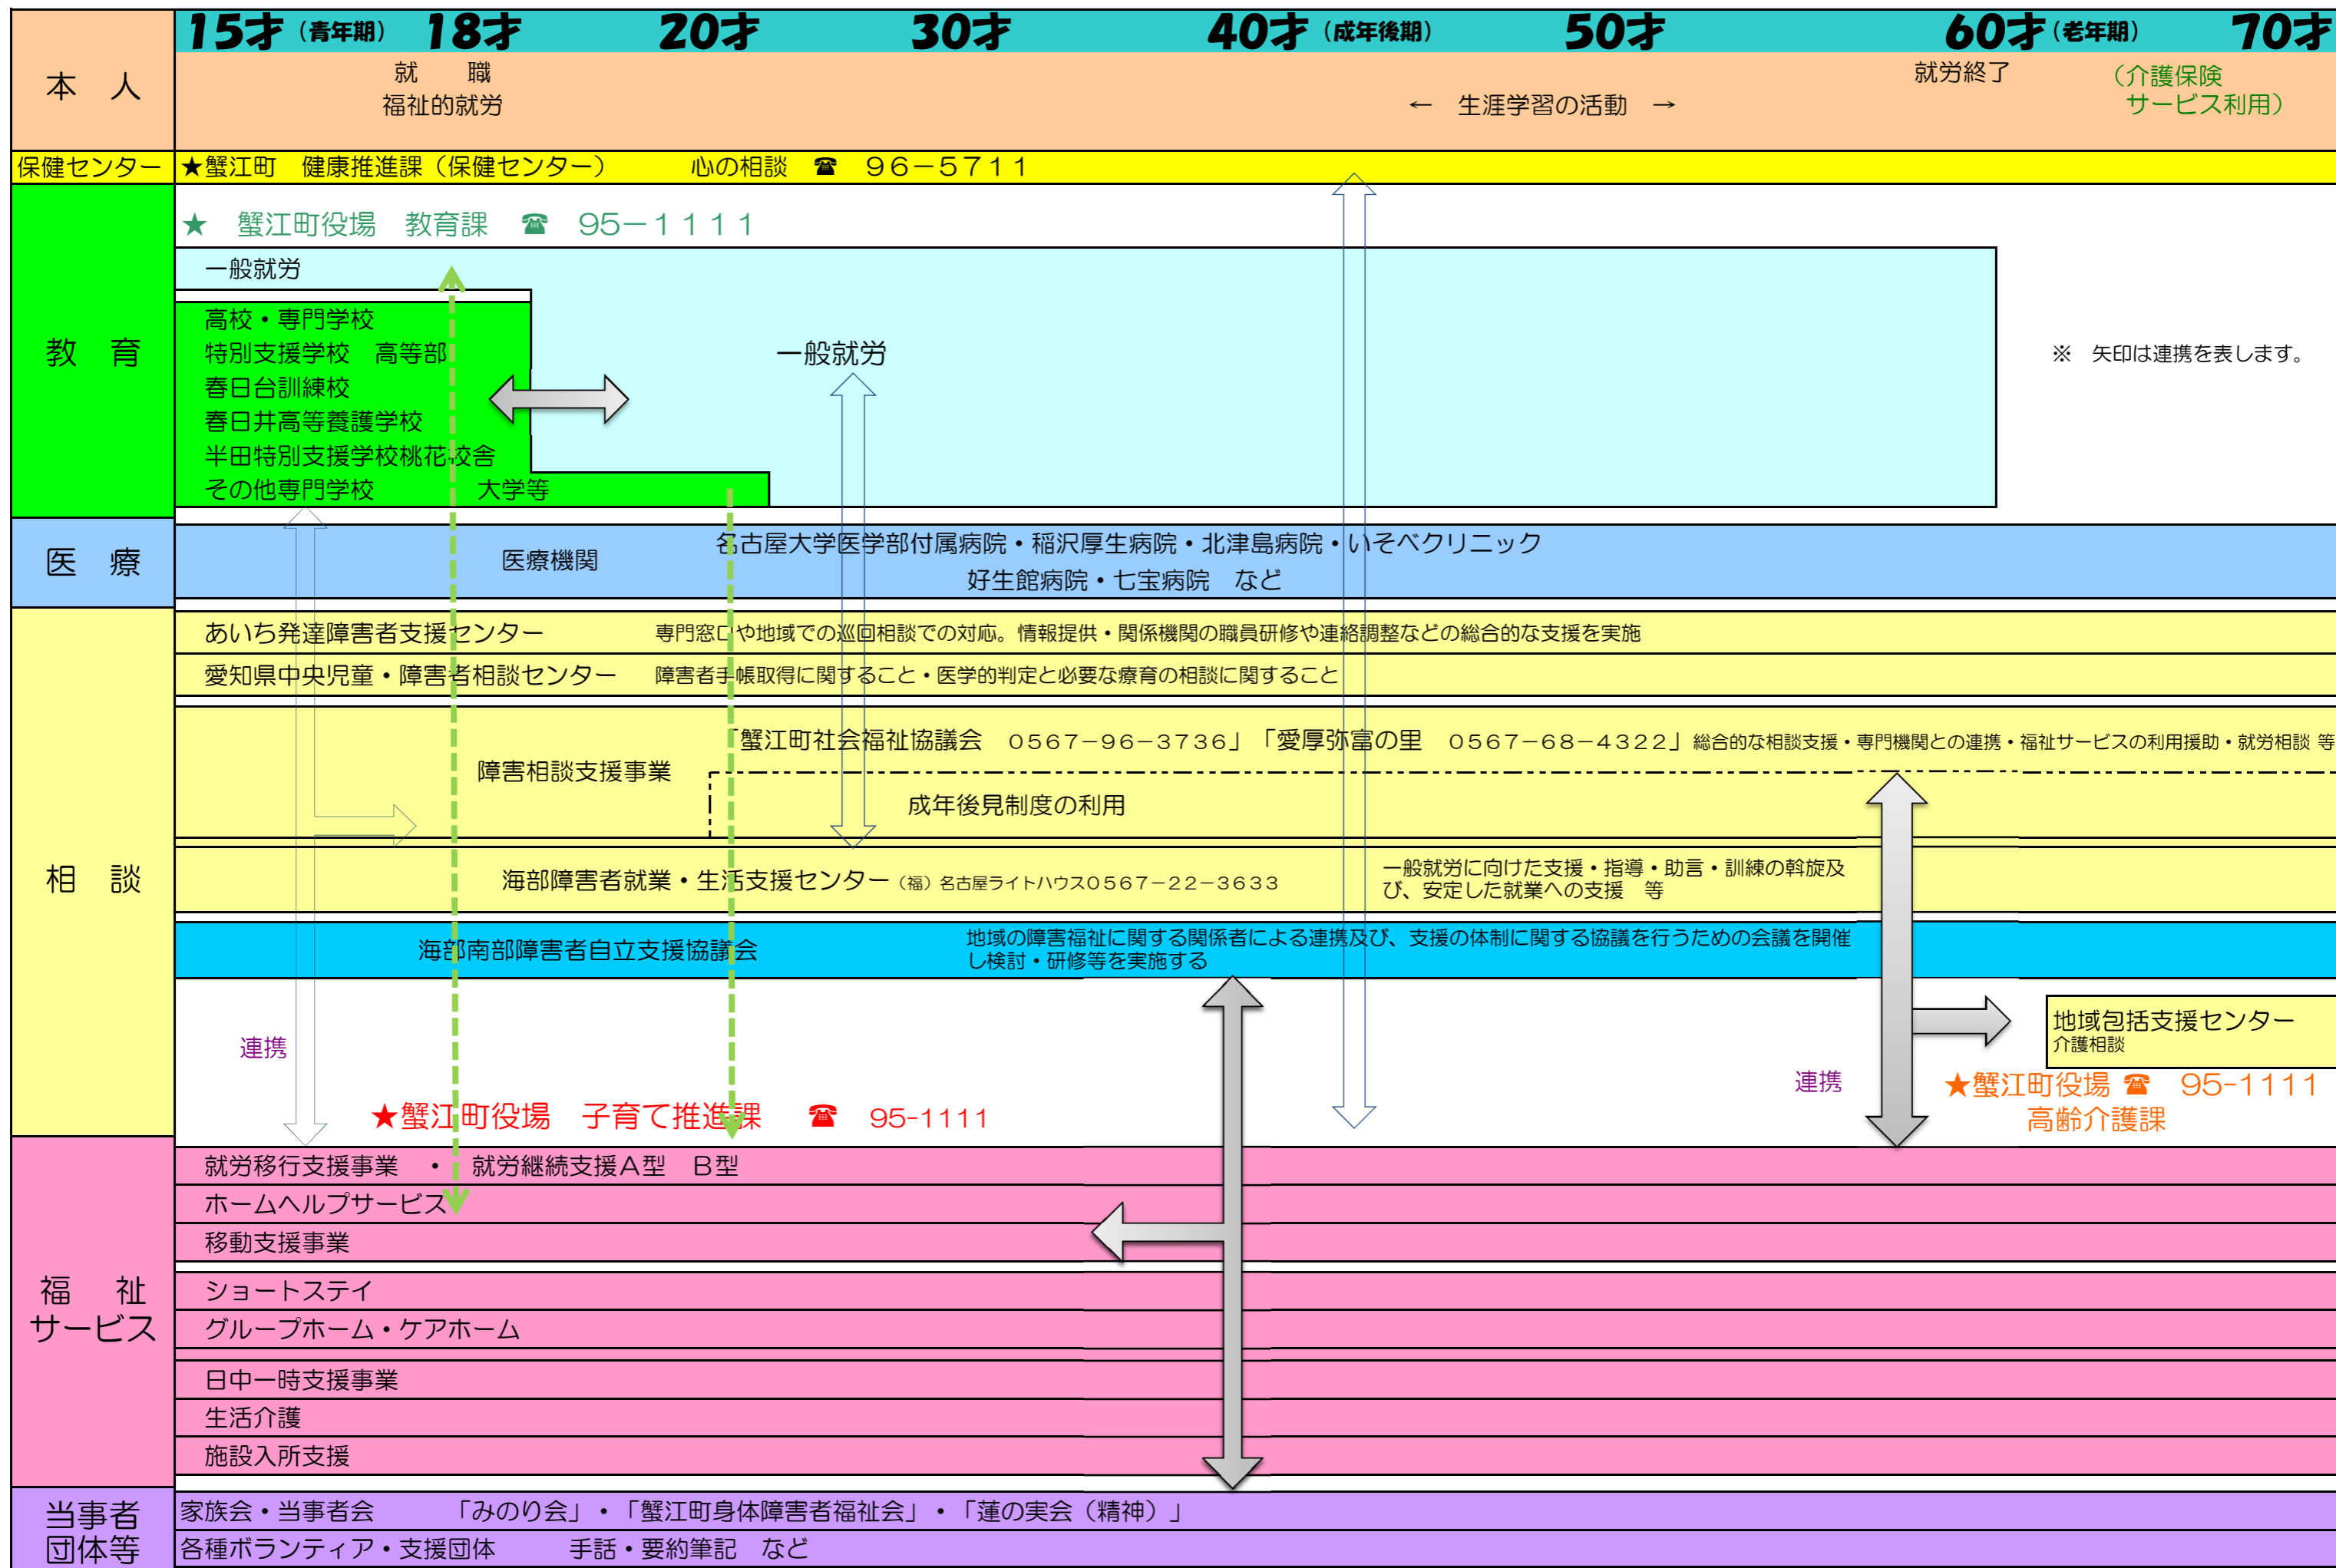 15才（青年期） 18才 20才 30才 40才（成年後期） 50才 60才（老年期） 70才
本　人
就　　職
福祉的就労
←　生涯学習の活動　→
就労終了
（介護保険
サービス利用）
保健センター
★蟹江町　健康推進課（保健センター）　　　心の相談　☎　９６－５７１１
教　育
★　蟹江町役場　教育課　☎　95－１１１１
一般就労
高校・専門学校
特別支援学校　高等部
春日台訓練校
春日井高等養護学校
半田特別支援学校桃花校舎
その他専門学校　　　　大学等
一般就労
※　矢印は連携を表します。
医　療
医療機関
名古屋大学医学部付属病院・稲沢厚生病院・北津島病院・いそべクリニック
好生館病院・七宝病院　など
相　談
あいち発達障害者支援センター　　専門窓口や地域での巡回相談での対応。情報提供・関係機関の職員研修や連絡調整などの総合的な支援を実施
愛知県中央児童・障害者相談センター　　障害者手帳取得に関すること・医学的判定と必要な療育の相談に関すること
障害相談支援事業
「蟹江町社会福祉協議会　０５６７－９６－３７３６」「愛厚弥富の里　０５６７－６８－４３２２」総合的な相談支援・専門機関との連携・福祉サービスの利用援助・就労相談 等
成年後見制度の利用
海部障害者就業・生活支援センター（福）名古屋ライトハウス０５６７－２２－３６３３
一般就労に向けた支援・指導・助言・訓練の斡旋及
び、安定した就業への支援　等
海部南部障害者自立支援協議会
地域の障害福祉に関する関係者による連携及び、支援の体制に関する協議を行うための会議を開催
し検討・研修等を実施する
連携
★蟹江町役場　子育て推進課　☎　95-1111
連携
地域包括支援センター
介護相談
★蟹江町役場 ☎　95-1111
高齢介護課
福　祉
サービス
就労移行支援事業　・　就労継続支援Ａ型　Ｂ型
ホームヘルプサービス
移動支援事業
ショートステイ
グループホーム・ケアホーム
日中一時支援事業
生活介護
施設入所支援
当事者
団体等
家族会・当事者会　　　「みのり会」・「蟹江町身体障害者福祉会」・「蓮の実会（精神）」
各種ボランティア・支援団体　　　手話・要約筆記　など